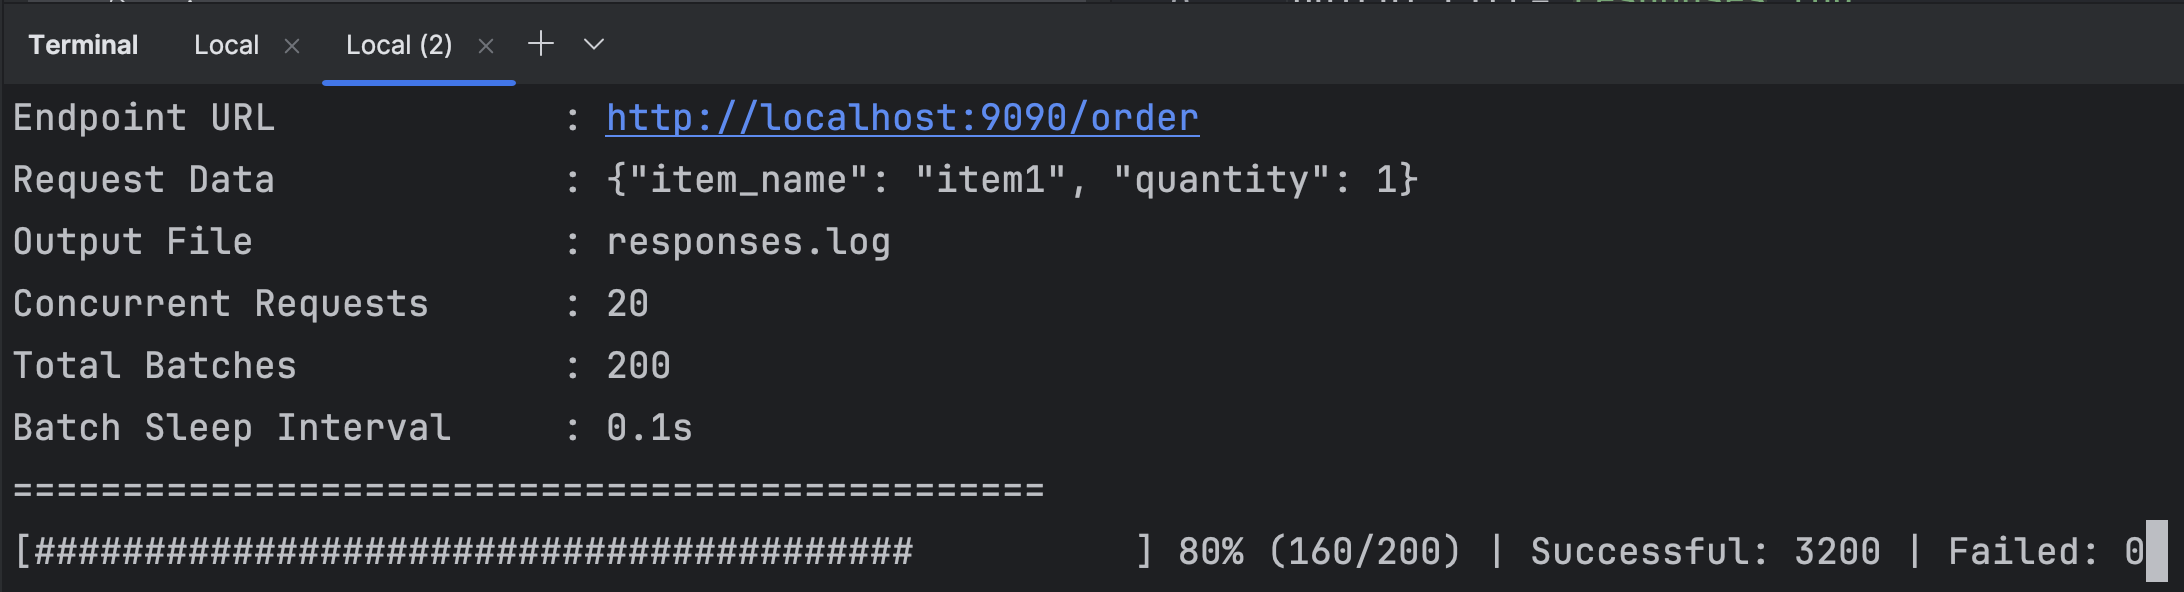 Terminal Local Local (2)
Endpoint URL : http://localhost:9090/order
Request Data : {"item_name": "item1", "quantity": 1}
Output File : responses.log
Concurrent Requests : 20
Total Batches : 200
Batch Sleep Interval : 0.1s
===============================================
[######################################## ] 80% (160/200) | Successful: 3200 | Failed: 0